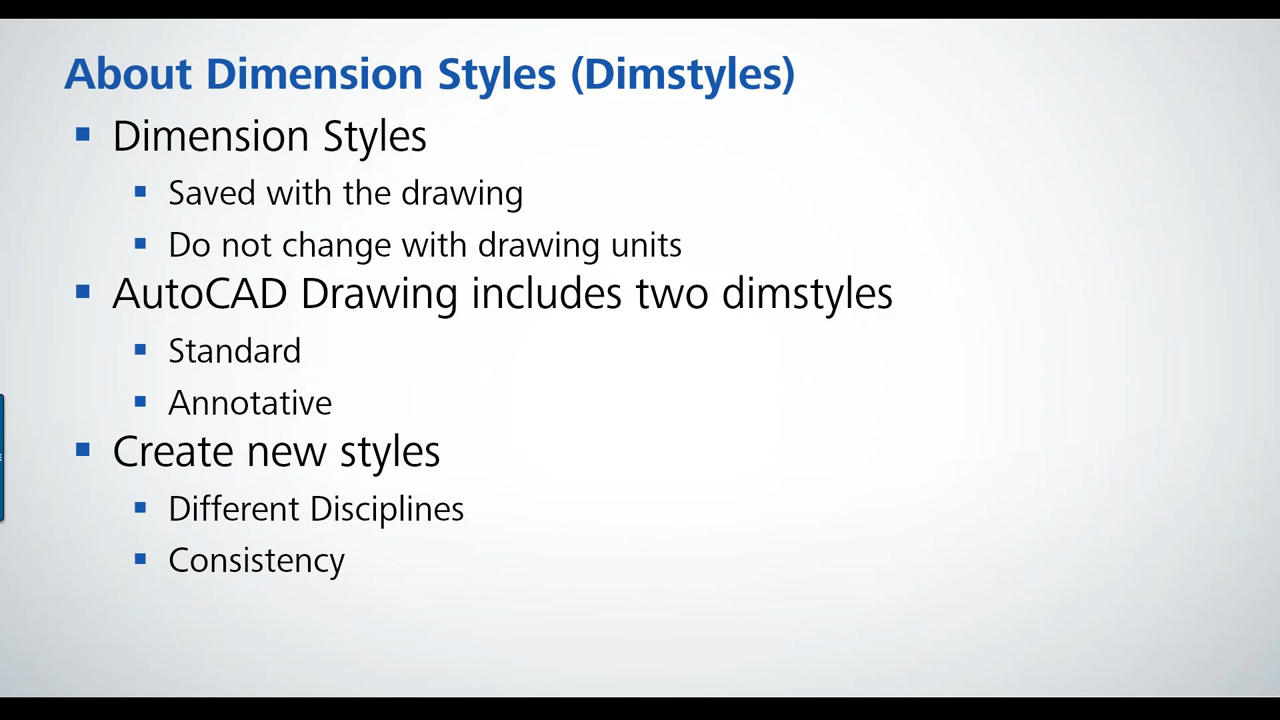 About Dimension Styles (Dimstyles)
Dimension Styles
Saved with the drawing
Do not change with drawing units
AutoCAD Drawing includes two dimstyles
Standard
Annotative
Create new styles
Different Disciplines
Consistency